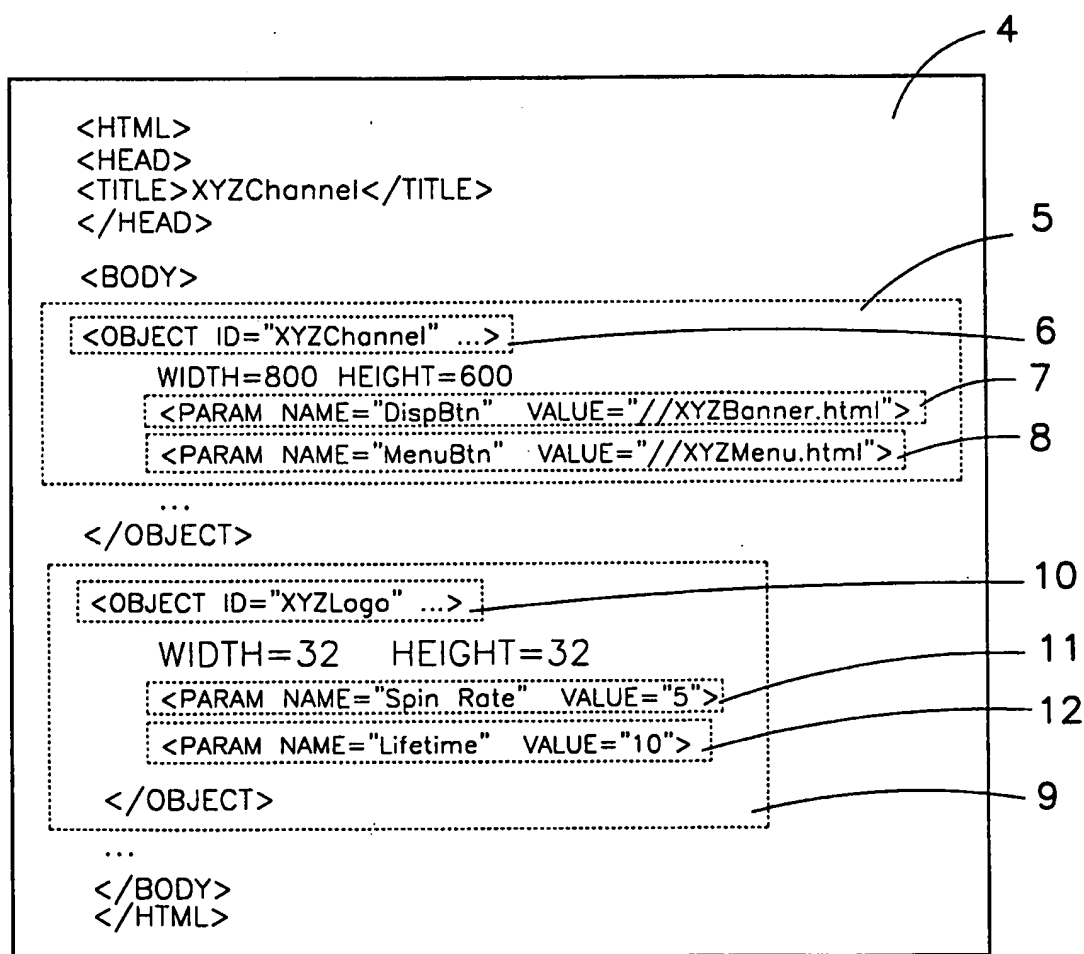 4
<HTML>
<HEAD>
<TITLE>XYZChannel</TITLE>
</HEAD>
5
<BODY>
<OBJECT ID="XYZChannel" ...>
6
WIDTH=800 HEIGHT=600
7
<PARAM NAME="DispBtn" VALUE="//XYZBanner.html">
8
<PARAM NAME="MenuBtn" VALUE="//XYZMenu.html">
...
</OBJECT>
10
<OBJECT ID="XYZLogo" ...>
WIDTH=32 HEIGHT=32
11
<PARAM NAME="Spin Rate" VALUE="5">
12
<PARAM NAME="Lifetime" VALUE="10">
</OBJECT>
9
...
</BODY>
</HTML>